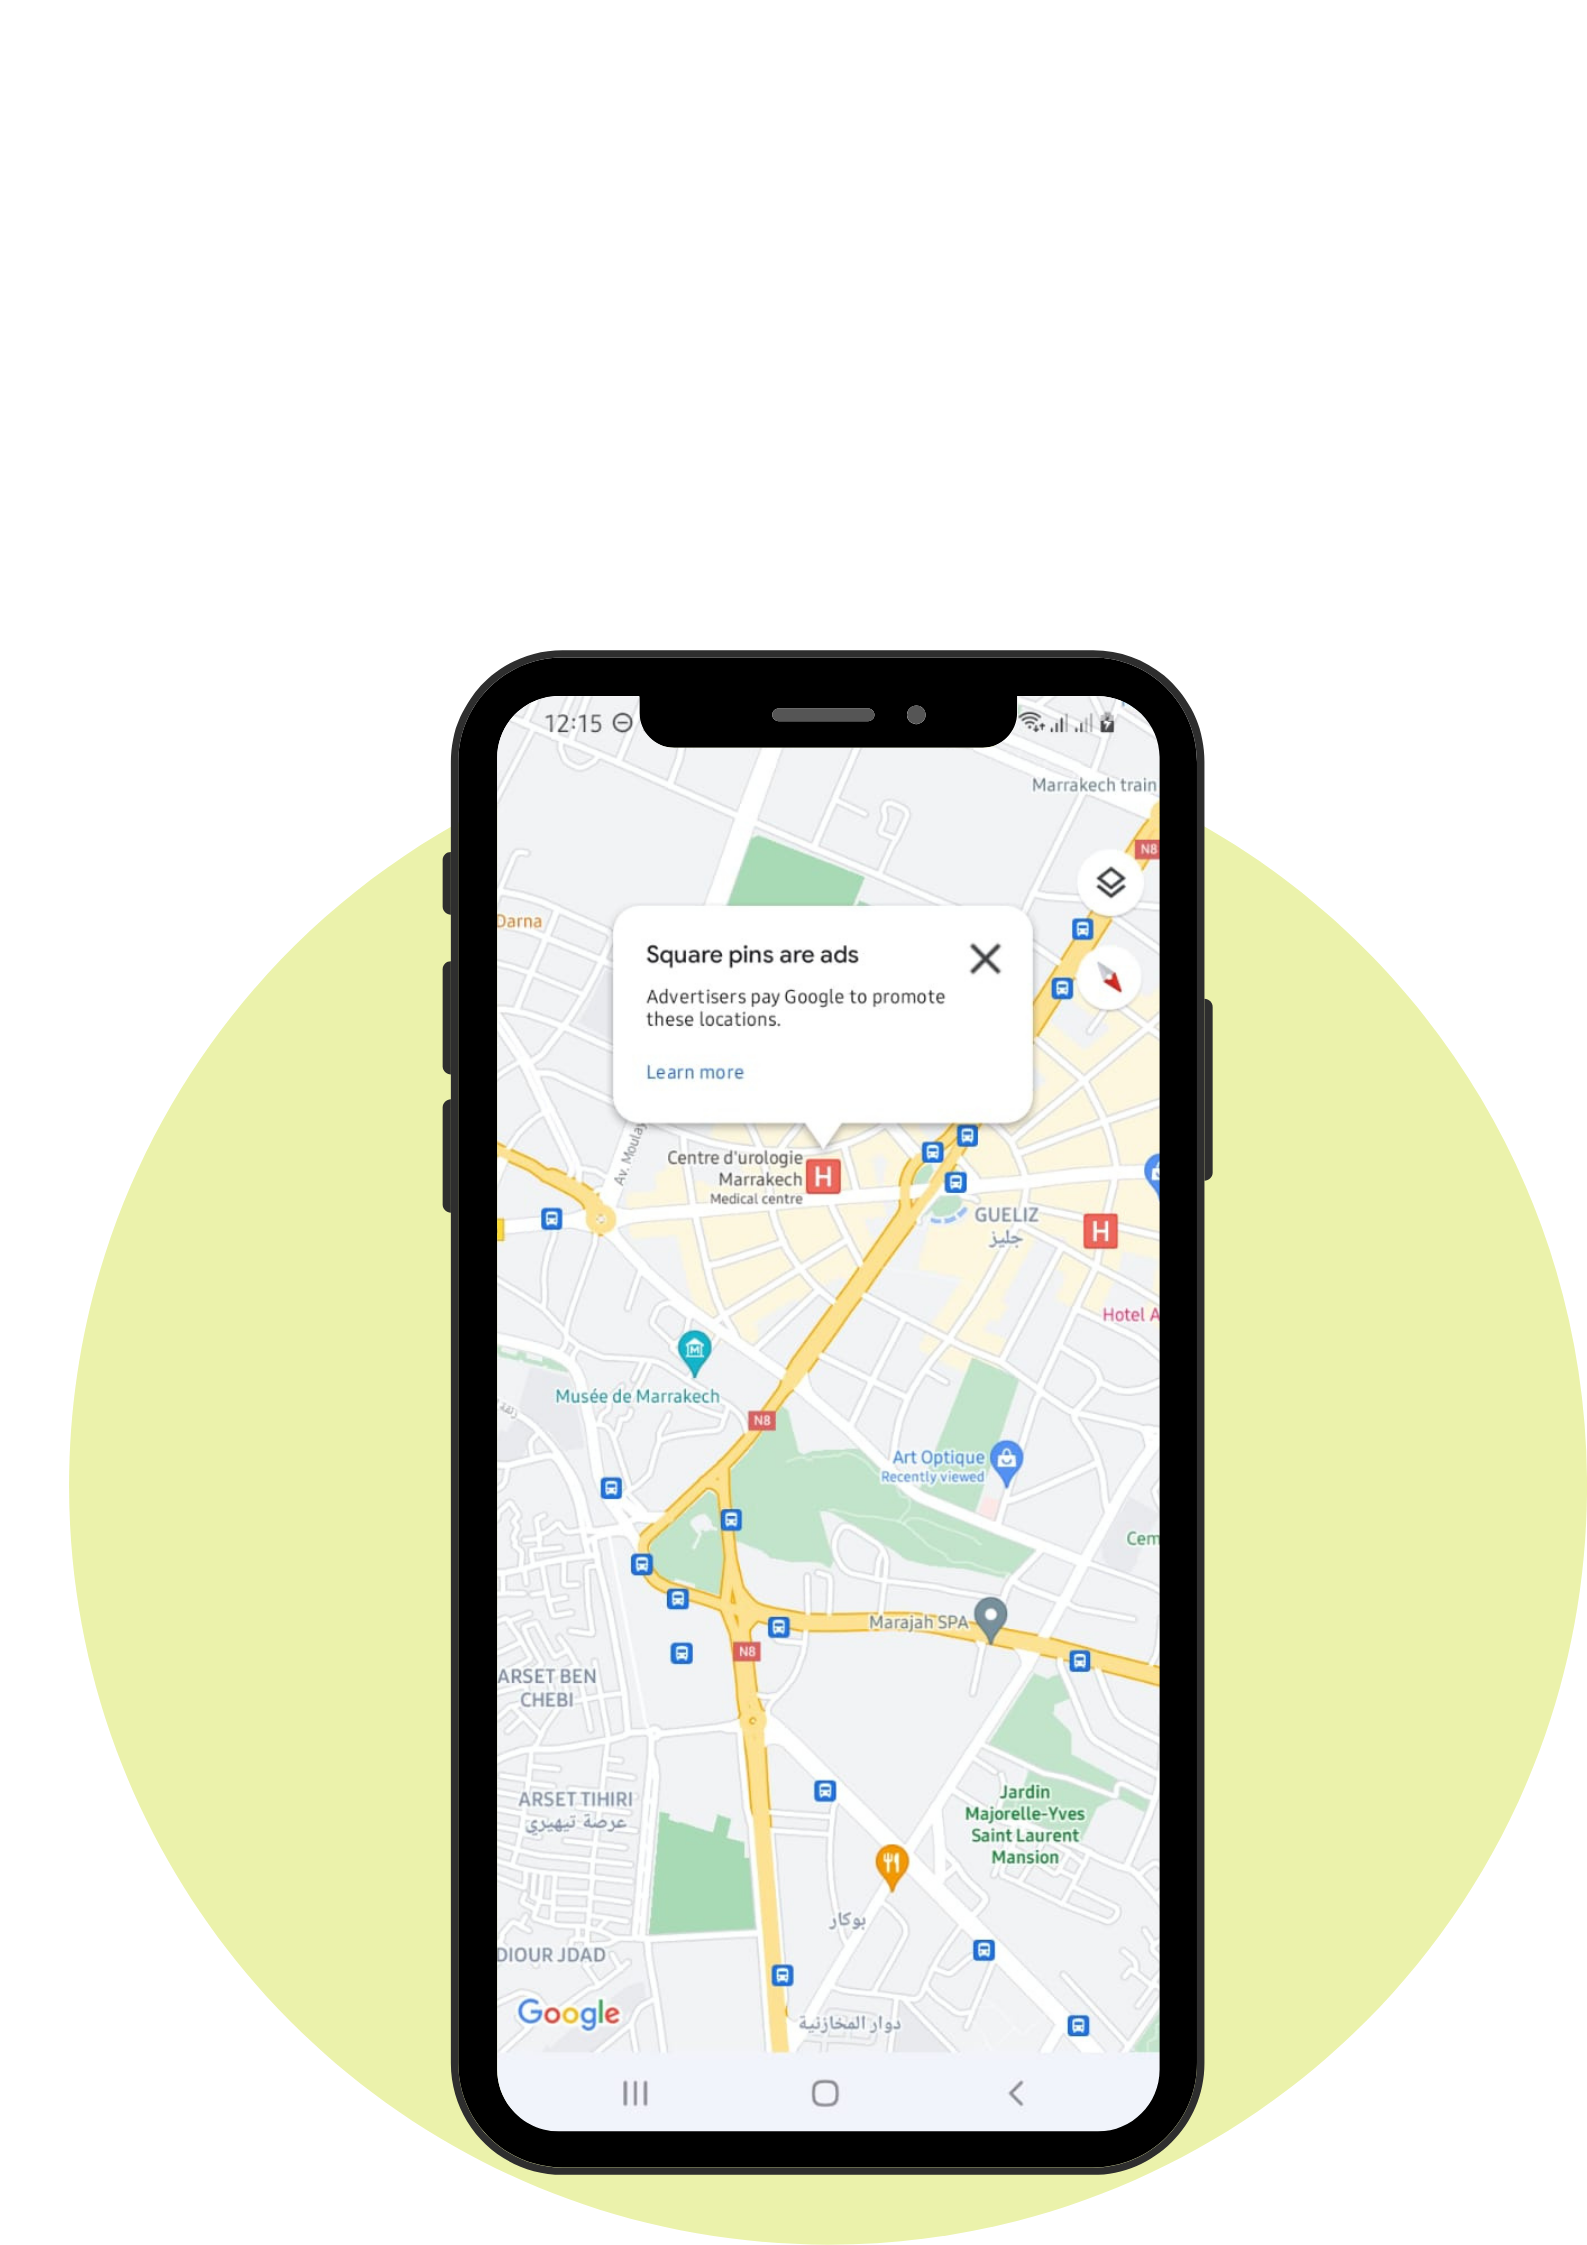 12:15
Marrakech train
N8
Darna
Square pins are ads
Advertisers pay Google to promote
these locations.
Learn more
Av. Moulay
Centre d'urologie
Marrakech
Medical centre
H
GUELIZ
جليز
H
Hotel A
M
Musée de Marrakech
N8
Art Optique
Recently viewed
Cem
Marajah SPA
N8
ARSET BEN
CHEBI
Jardin
Majorelle-Yves
Saint Laurent
Mansion
ARSET TIHIRI
عرصة تيهيري
بوكار
DIOUR JDAD
Google
دوار المخازنية